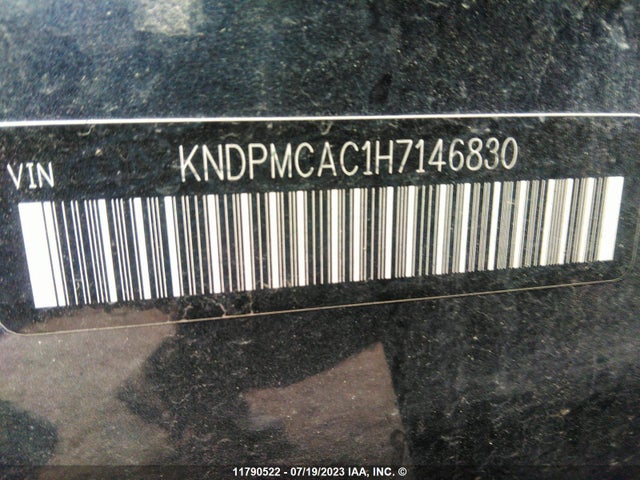 VIN KNDPMCAC1H7146830
11790522 - 07/19/2023 IAA, INC. ©